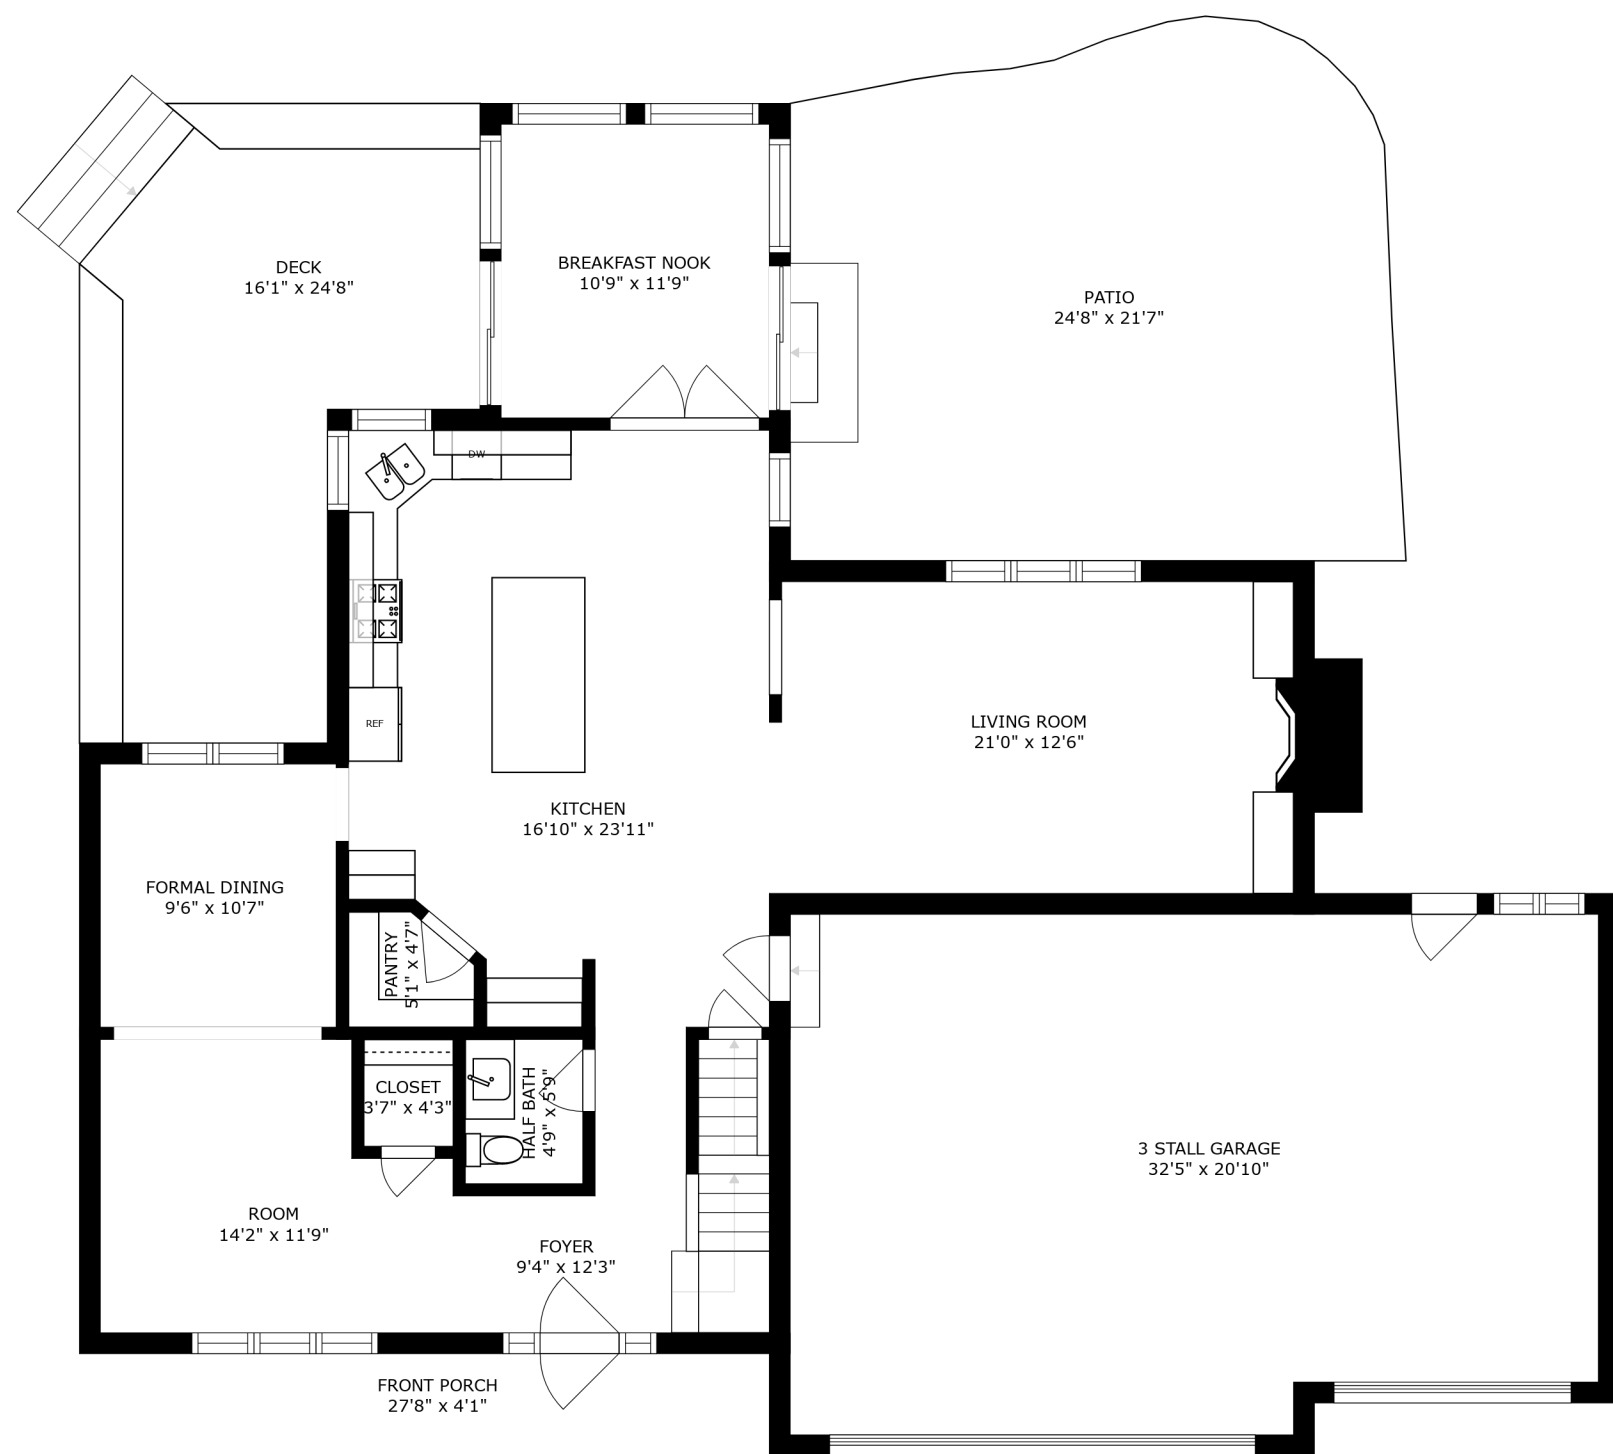 DECK
16'1" x 24'8"
BREAKFAST NOOK
10'9" x 11'9"
PATIO
24'8" x 21'7"
DW
REF
LIVING ROOM
21'0" x 12'6"
KITCHEN
16'10" x 23'11"
FORMAL DINING
9'6" x 10'7"
PANTRY
5'1" x 4'7"
CLOSET
3'7" x 4'3"
HALF BATH
4'9" x 5'9"
3 STALL GARAGE
32'5" x 20'10"
ROOM
14'2" x 11'9"
FOYER
9'4" x 12'3"
FRONT PORCH
27'8" x 4'1"